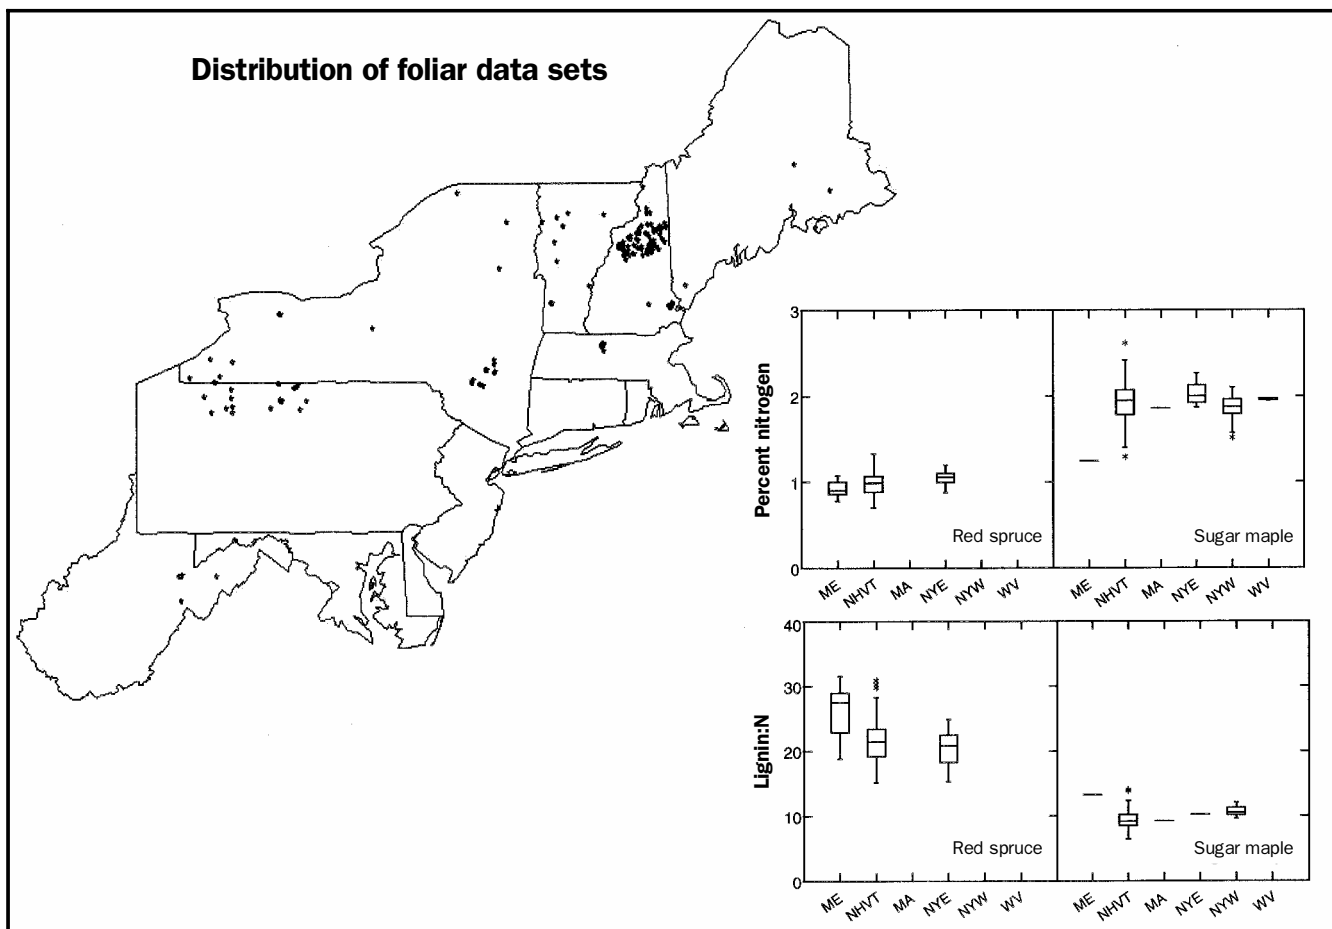 Distribution of foliar data sets
Percent nitrogen
3
2
1
0
Red spruce
Sugar maple
ME
NHVT
MA
NYE
NYW
WV
ME
NHVT
MA
NYE
NYW
WV
Lignin:N
40
30
20
10
0
Red spruce
Sugar maple
ME
NHVT
MA
NYE
NYW
WV
ME
NHVT
MA
NYE
NYW
WV